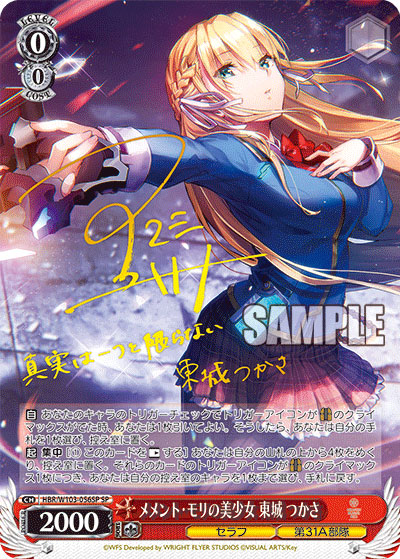 LEVEL
0
0
COST
真実は一つと限らない
東城つかさ
SAMPLE
自 あなたのキャラのトリガーチェックでトリガーアイコンが の クライ
マックスがでた時、あなたは1枚引いてよい。そうしたら、あなたは自分の手
札を1枚選び、控え室に置く。
起 集中 [(1) このカードを する] あなたは自分の山札の上から4枚をめく
り、控え室に置く。それらのカードのトリガーアイコンが のクライマック
ス1枚につき、あなたは自分の控え室のキャラを1枚まで選び、手札に戻す。
CH HBR/W103-056SP SP
2000
メメント・モリの美少女 東城 つかさ
セラフ
第31A部隊
©WFS Developed by WRIGHT FLYER STUDIOS ©VISUAL ARTS/Key